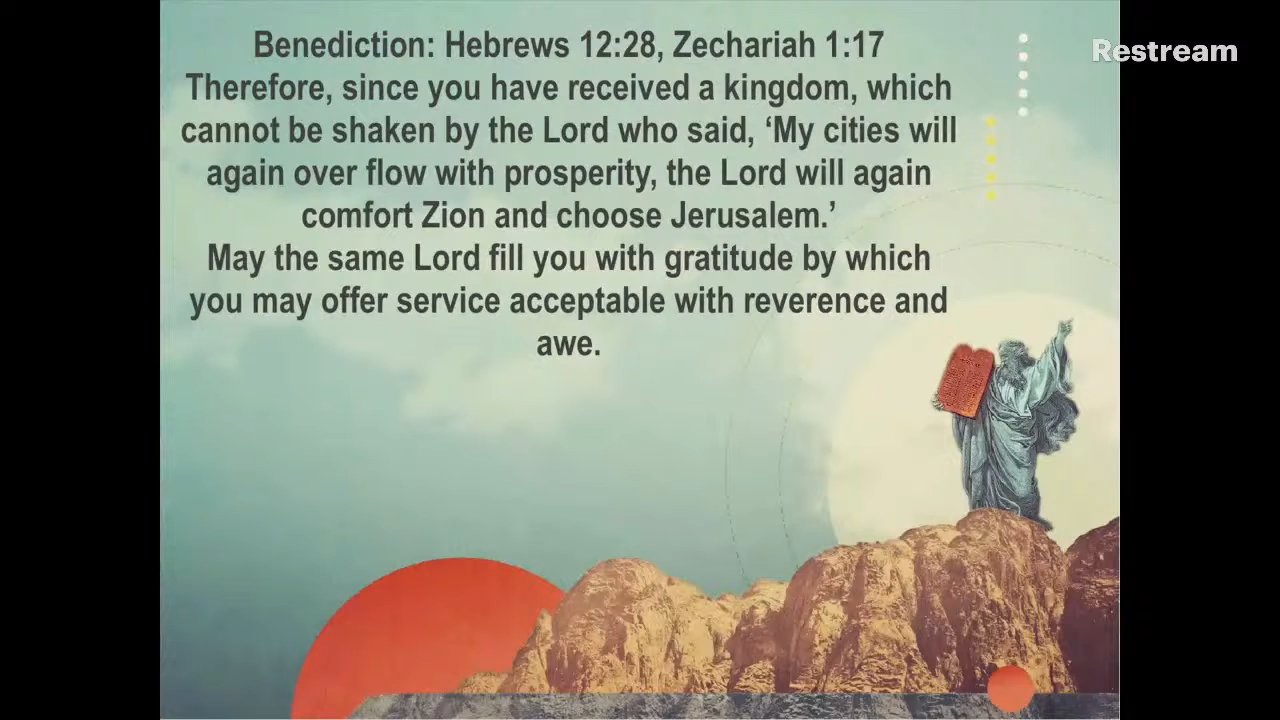 Benediction: Hebrews 12:28, Zechariah 1:17
Therefore, since you have received a kingdom, which
cannot be shaken by the Lord who said, ‘My cities will
again over flow with prosperity, the Lord will again
comfort Zion and choose Jerusalem.’
May the same Lord fill you with gratitude by which
you may offer service acceptable with reverence and
awe.
Restream